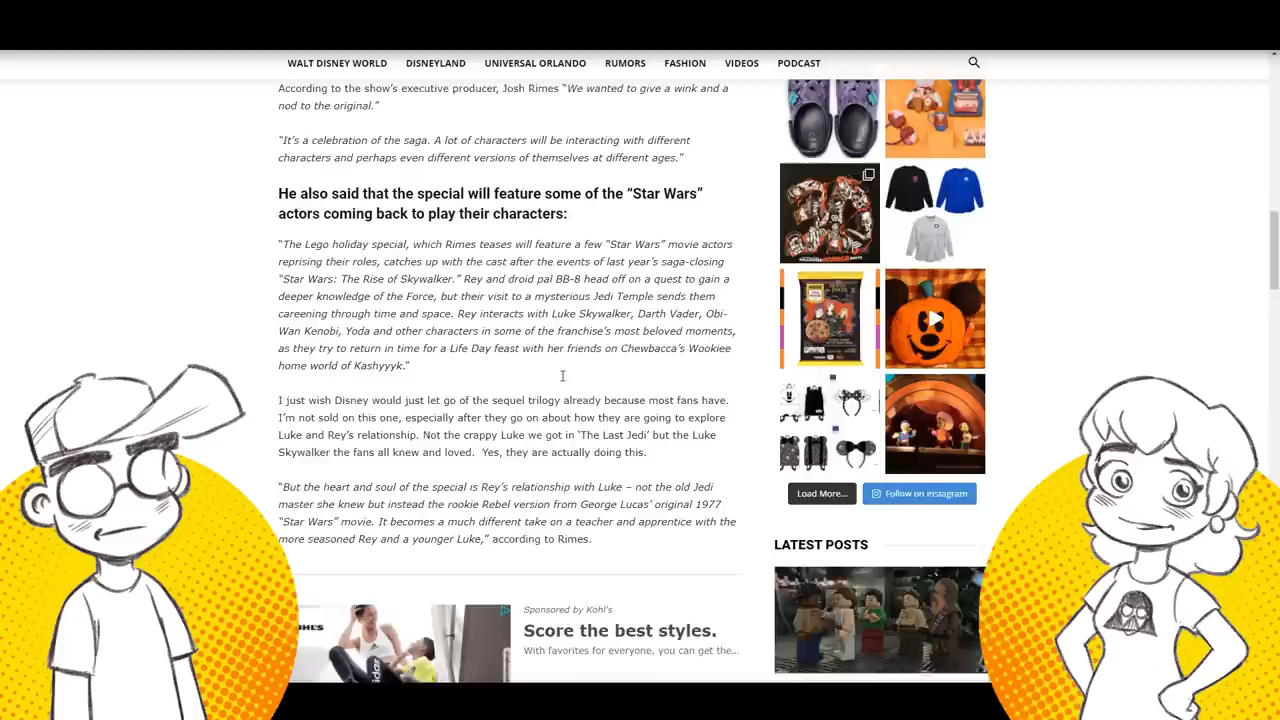 WALT DISNEY WORLD DISNEYLAND UNIVERSAL ORLANDO RUMORS FASHION VIDEOS PODCAST
According to the show's executive producer, Josh Rimes “We wanted to give a wink and a
nod to the original.”
“It's a celebration of the saga. A lot of characters will be interacting with different
characters and perhaps even different versions of themselves at different ages.”
He also said that the special will feature some of the “Star Wars”
actors coming back to play their characters:
“The Lego holiday special, which Rimes teases will feature a few “Star Wars” movie actors
reprising their roles, catches up with the cast after the events of last year's saga-closing
“Star Wars: The Rise of Skywalker.” Rey and droid pal BB-8 head off on a quest to gain a
deeper knowledge of the Force, but their visit to a mysterious Jedi Temple sends them
careening through time and space. Rey interacts with Luke Skywalker, Darth Vader, Obi-
Wan Kenobi, Yoda and other characters in some of the franchise's most beloved moments,
as they try to return in time for a Life Day feast with her friends on Chewbacca's Wookiee
home world of Kashyyyk.”
I just wish Disney would just let go of the sequel trilogy already because most fans have.
I'm not sold on this one, especially after they go on about how they are going to explore
Luke and Rey's relationship. Not the crappy Luke we got in ‘The Last Jedi’ but the Luke
Skywalker the fans all knew and loved.  Yes, they are actually doing this.
“But the heart and soul of the special is Rey's relationship with Luke – not the old Jedi
master she knew but instead the rookie Rebel version from George Lucas' original 1977
“Star Wars” movie. It becomes a much different take on a teacher and apprentice with the
more seasoned Rey and a younger Luke,” according to Rimes.
Load More...
Follow on Instagram
LATEST POSTS
Sponsored by Kohl's
Score the best styles.
With favorites for everyone, you can get the...